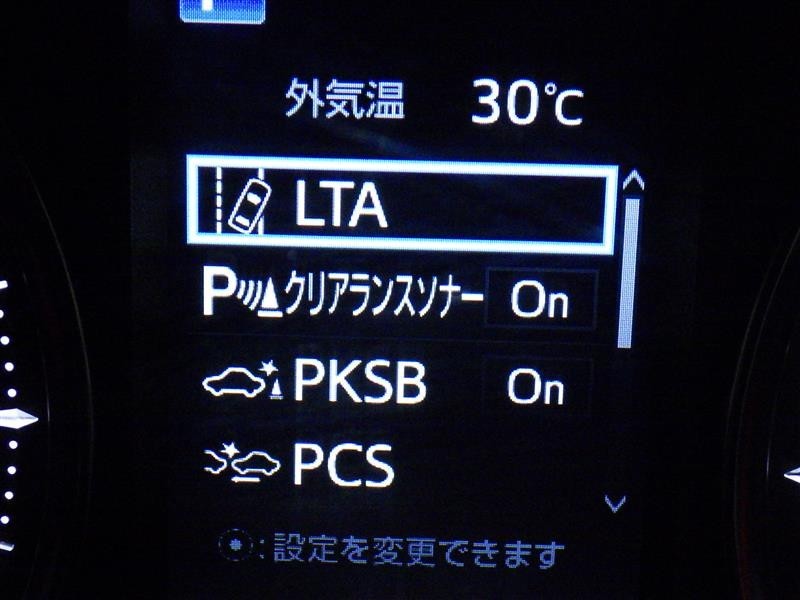 外気温 30℃
LTA
P クリアランスソナー On
PKSB On
PCS
:設定を変更できます